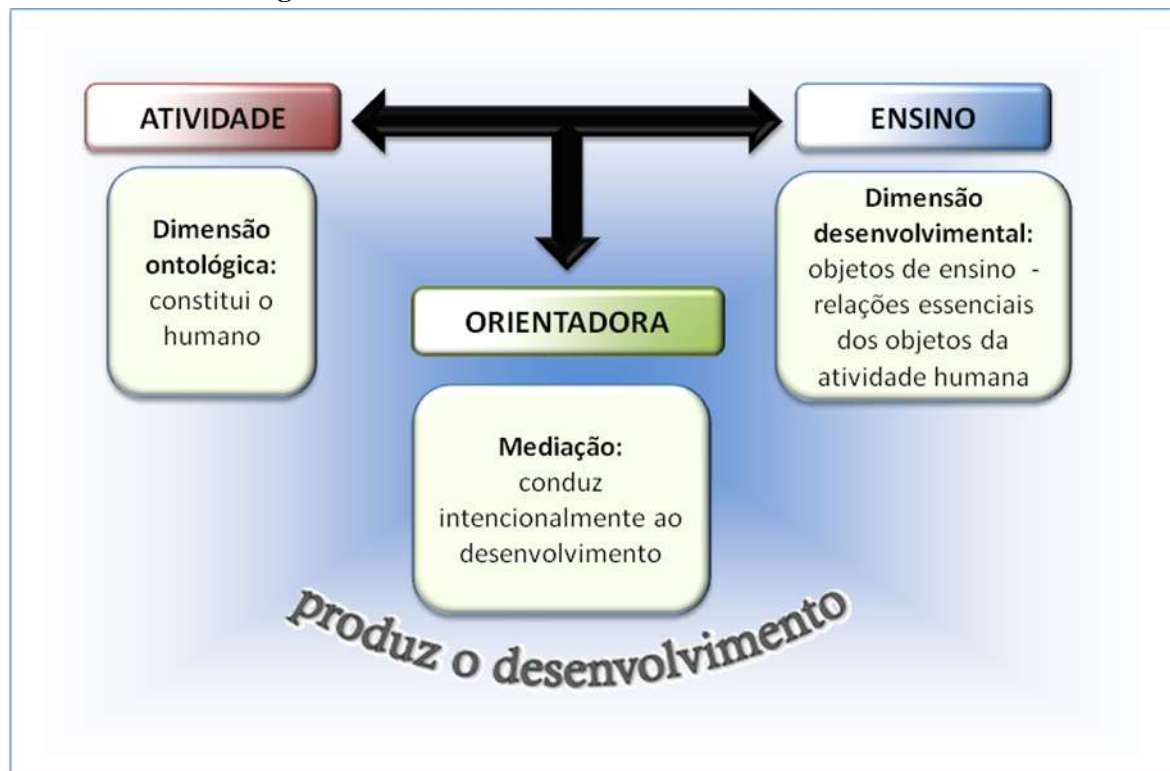 ATIVIDADE
Dimensão
ontológica:
constitui o
humano
ENSINO
Dimensão
desenvolvimental:
objetos de ensino -
relações essenciais
dos objetos da
atividade humana
ORIENTADORA
Mediação:
conduz
intencionalmente ao
desenvolvimento
produz o desenvolvimento